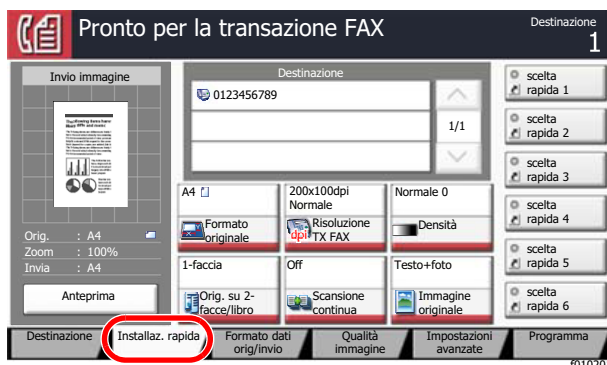 Pronto per la transazione FAX
Destinazione
1
Invio immagine
Orig. : A4
Zoom : 100%
Invia : A4
Anteprima
Destinazione
0123456789
1/1
A4
Formato
originale
200x100dpi
Normale
dpi
Risoluzione
TX FAX
Normale 0
Densità
1-faccia
Orig. su 2-
facce/libro
Off
Scansione
continua
Testo+foto
Immagine
originale
scelta
rapida 1
scelta
rapida 2
scelta
rapida 3
scelta
rapida 4
scelta
rapida 5
scelta
rapida 6
Destinazione
Installaz. rapida
Formato dati
orig/invio
Qualità
immagine
Impostazioni
avanzate
Programma